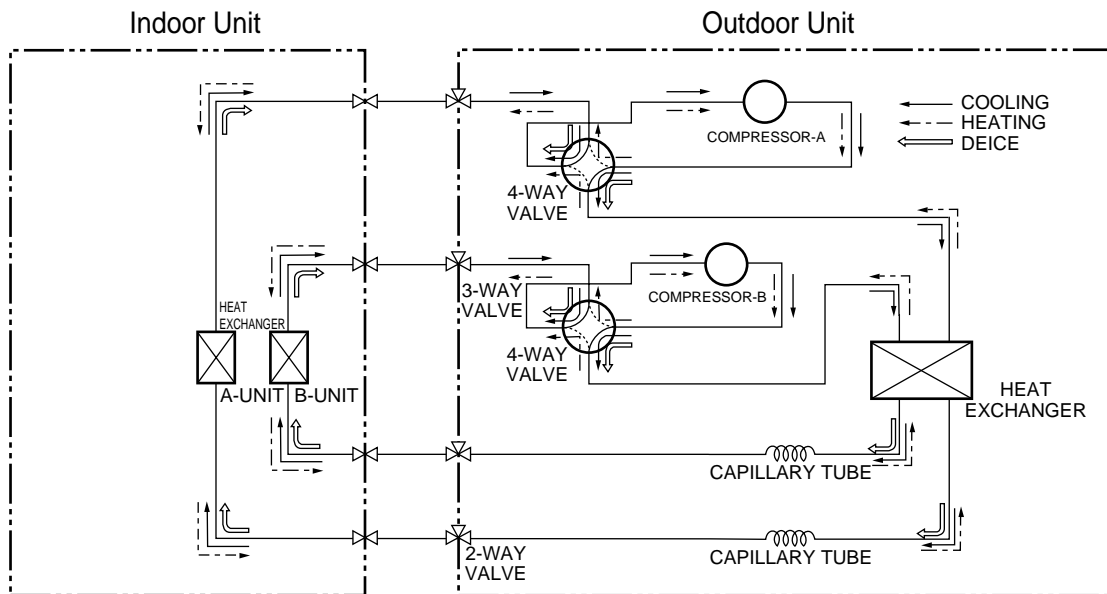 Indoor Unit
Outdoor Unit
COMPRESSOR-A
COOLING
HEATING
DEICE
4-WAY
VALVE
3-WAY
VALVE
COMPRESSOR-B
HEAT
EXCHANGER
4-WAY
VALVE
A-UNIT
B-UNIT
HEAT
EXCHANGER
CAPILLARY TUBE
2-WAY
VALVE
CAPILLARY TUBE